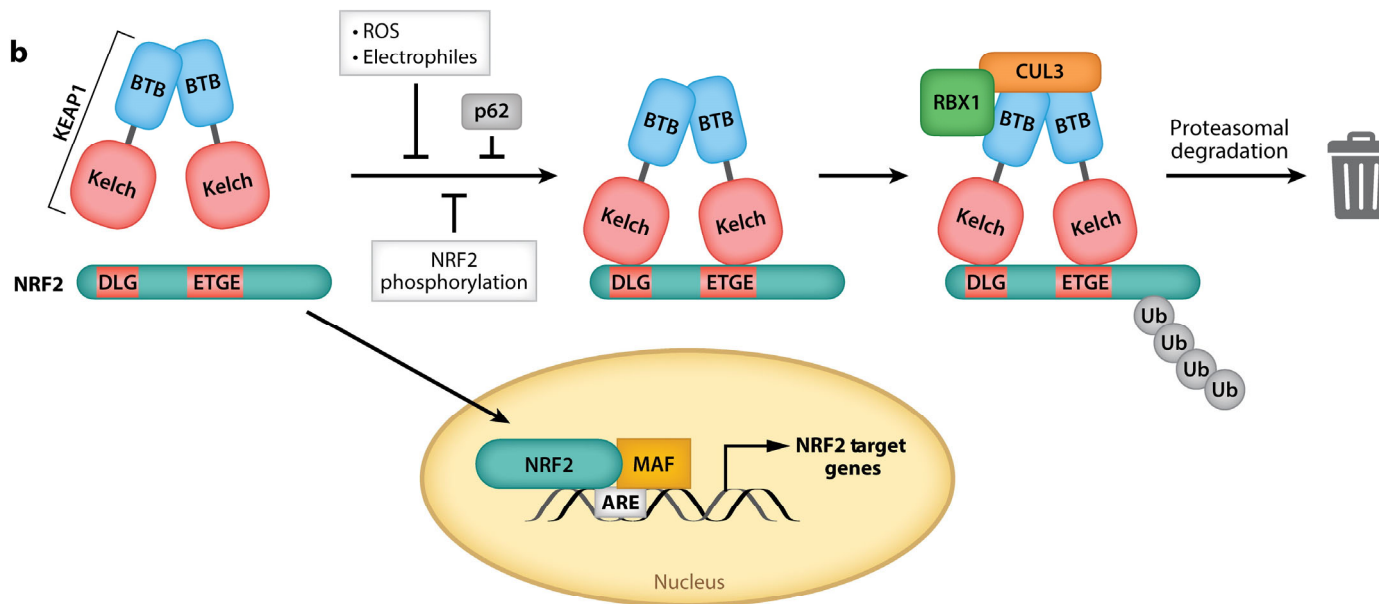 b
KEAP1
BTB
BTB
Kelch
Kelch
NRF2
DLG
ETGE
• ROS
• Electrophiles
p62
NRF2
phosphorylation
BTB
BTB
Kelch
Kelch
DLG
ETGE
RBX1
CUL3
BTB
BTB
Kelch
Kelch
DLG
ETGE
Ub
Ub
Ub
Ub
Proteasomal
degradation
NRF2
MAF
ARE
NRF2 target
genes
Nucleus